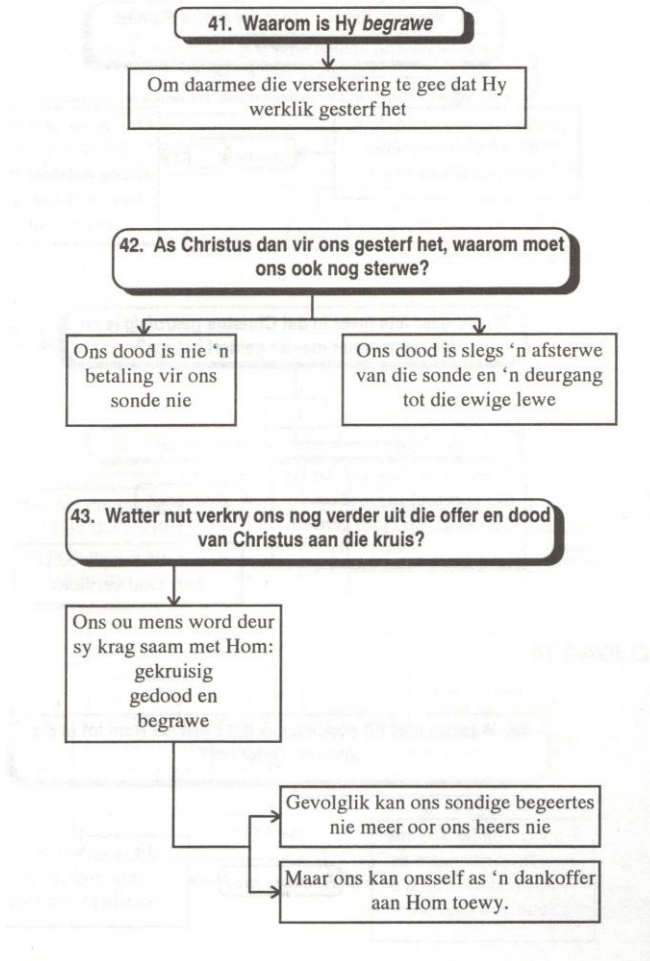 41. Waarom is Hy begrawe
Om daarmee die versekering te gee dat Hy
werklik gesterf het
42. As Christus dan vir ons gesterf het, waarom moet
ons ook nog sterwe?
Ons dood is nie ‘n
betaling vir ons
sonde nie
Ons dood is slegs ‘n afsterwe
van die sonde en ‘n deurgang
tot die ewige lewe
43. Watter nut verkry ons nog verder uit die offer en dood
van Christus aan die kruis?
Ons ou mens word deur
sy krag saam met Hom:
gekruisig
gedood en
begrawe
Gevolglik kan ons sondige begeertes
nie meer oor ons heers nie
Maar ons kan onsself as ‘n dankoffer
aan Hom toewy.